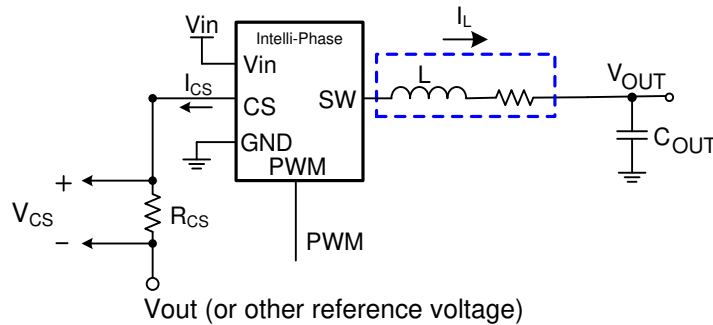 Vin
Intelli-Phase
I_L
Vin
L
V_OUT
I_CS
CS
SW
GND
C_OUT
PWM
+
V_CS
R_CS
−
PWM
Vout (or other reference voltage)